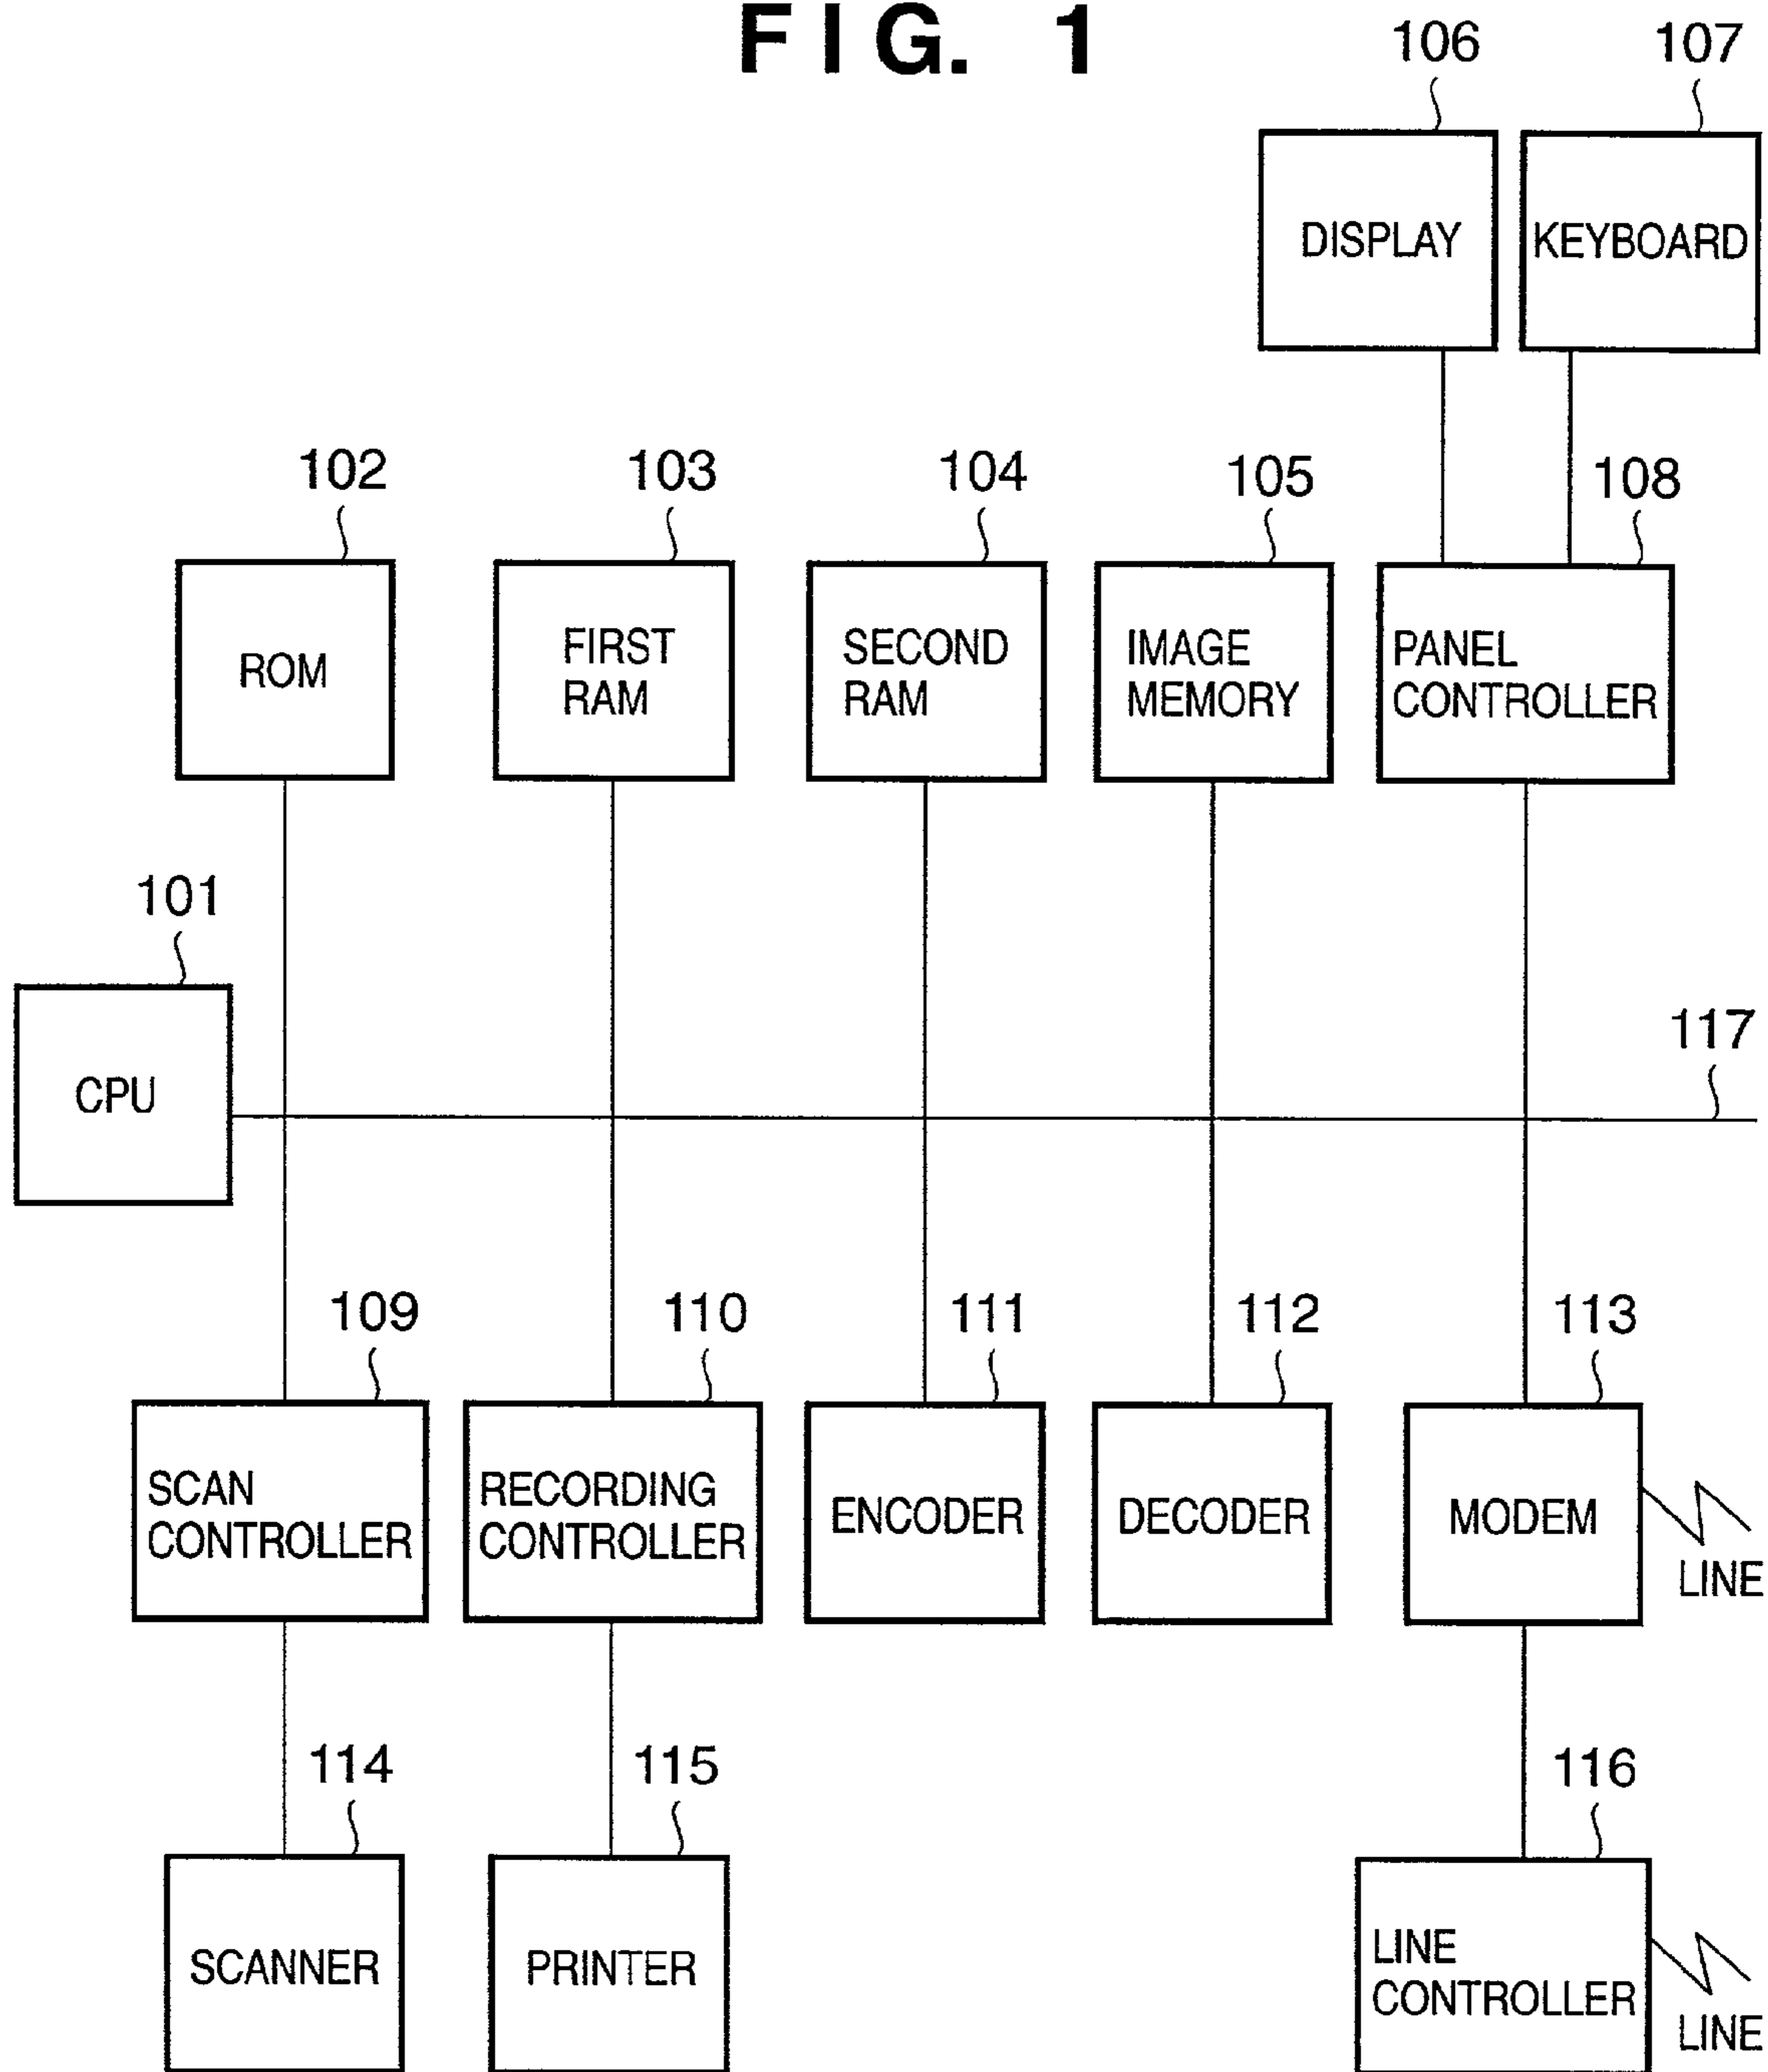 FIG. 1
106
107
DISPLAY
KEYBOARD
102
103
104
105
108
ROM
FIRST
RAM
SECOND
RAM
IMAGE
MEMORY
PANEL
CONTROLLER
101
CPU
117
109
110
111
112
113
SCAN
CONTROLLER
RECORDING
CONTROLLER
ENCODER
DECODER
MODEM
LINE
114
115
116
SCANNER
PRINTER
LINE
CONTROLLER
LINE